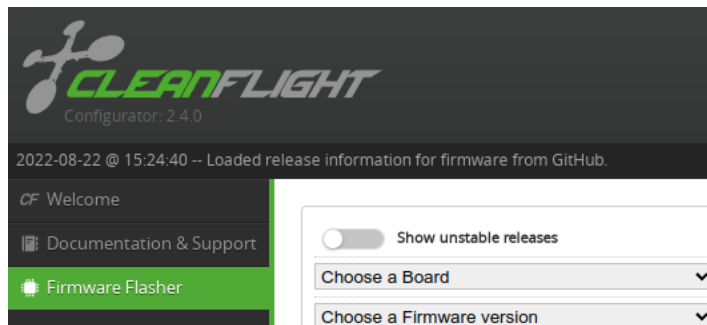 CLEANFLIGHT
Configurator: 2.4.0
2022-08-22 @ 15:24:40 -- Loaded release information for firmware from GitHub.
CF Welcome
Documentation & Support
Firmware Flasher
Show unstable releases
Choose a Board
Choose a Firmware version